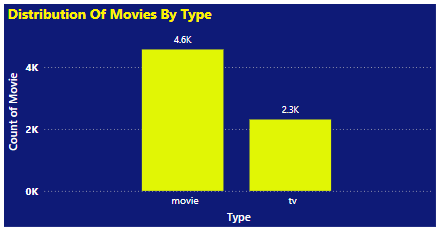 Distribution Of Movies By Type
Count of Movie
4K
2K
0K
4.6K
2.3K
movie
tv
Type